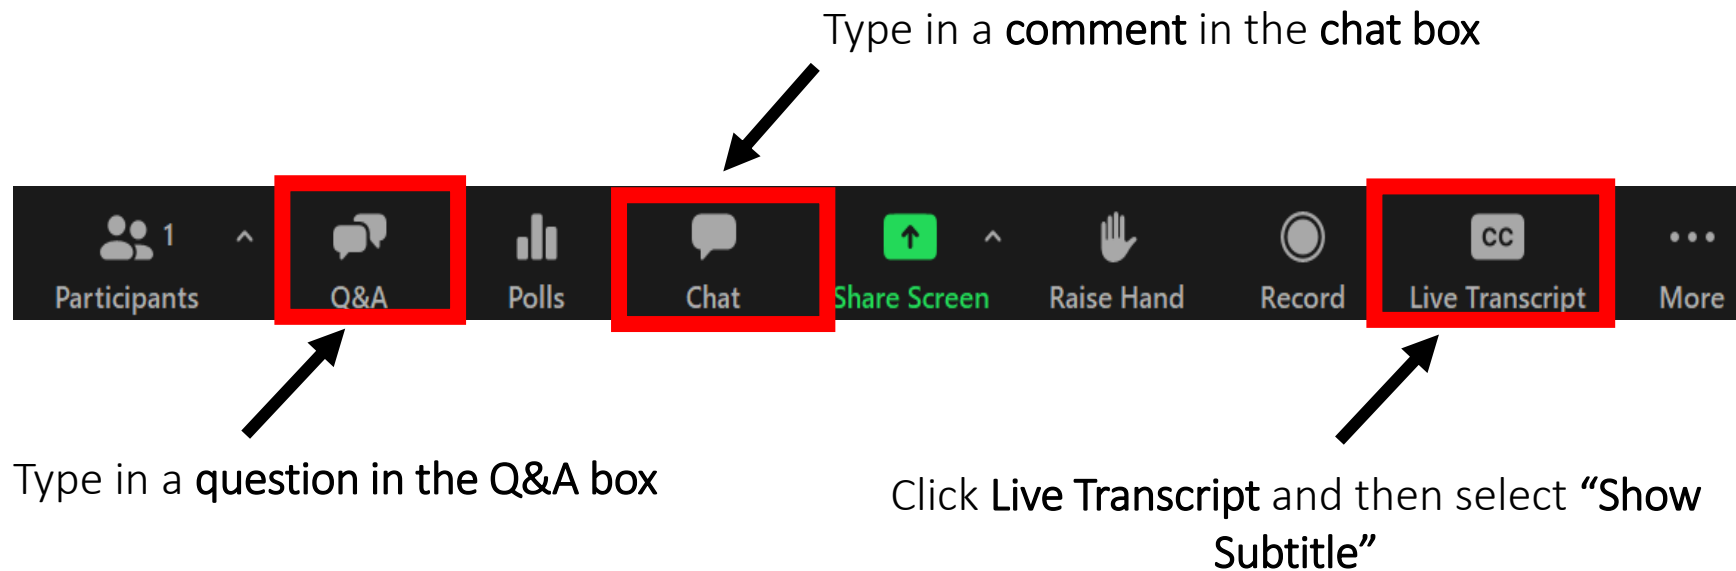 Type in a comment in the chat box
1
Participants
Q&A
Polls
Chat
Share Screen
Raise Hand
Record
CC
Live Transcript
More
Type in a question in the Q&A box
Click Live Transcript and then select “Show
Subtitle”